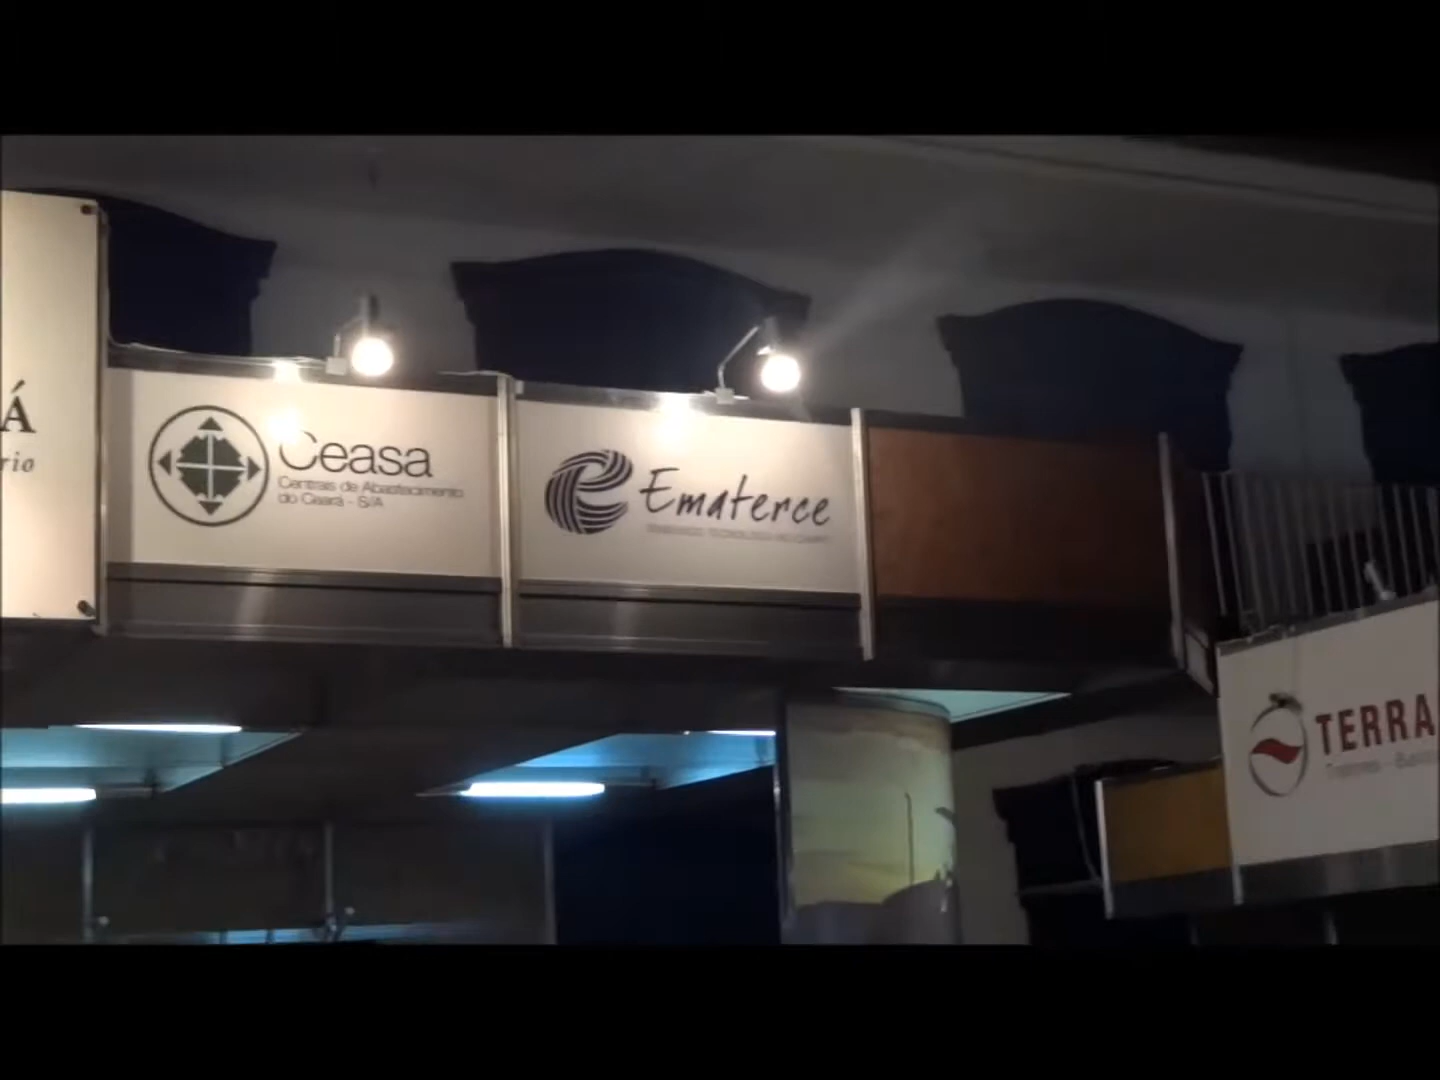 Á
rio
Ceasa
Centrais de Abastecimento
do Ceará - S/A
Ematerce
TERRA